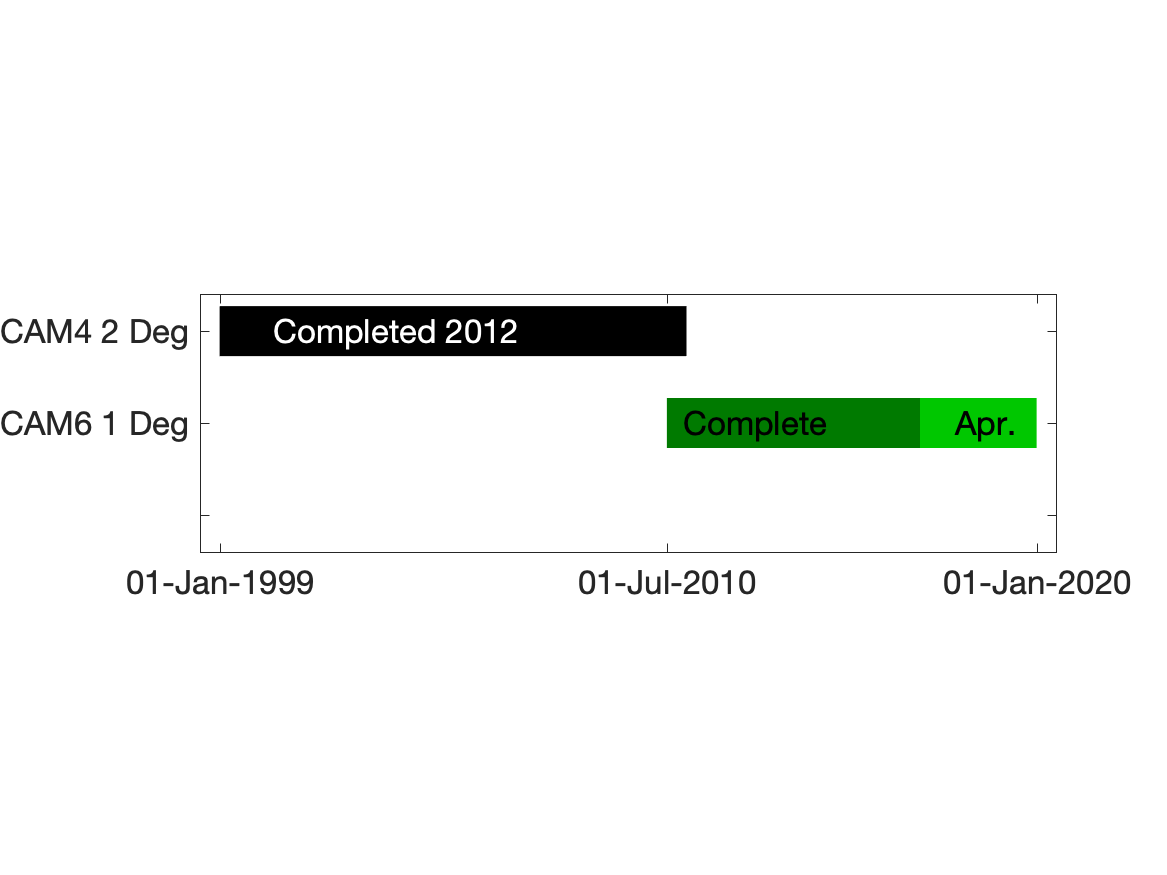 CAM4 2 Deg
Completed 2012
CAM6 1 Deg
Complete
Apr.
01-Jan-1999
01-Jul-2010
01-Jan-2020